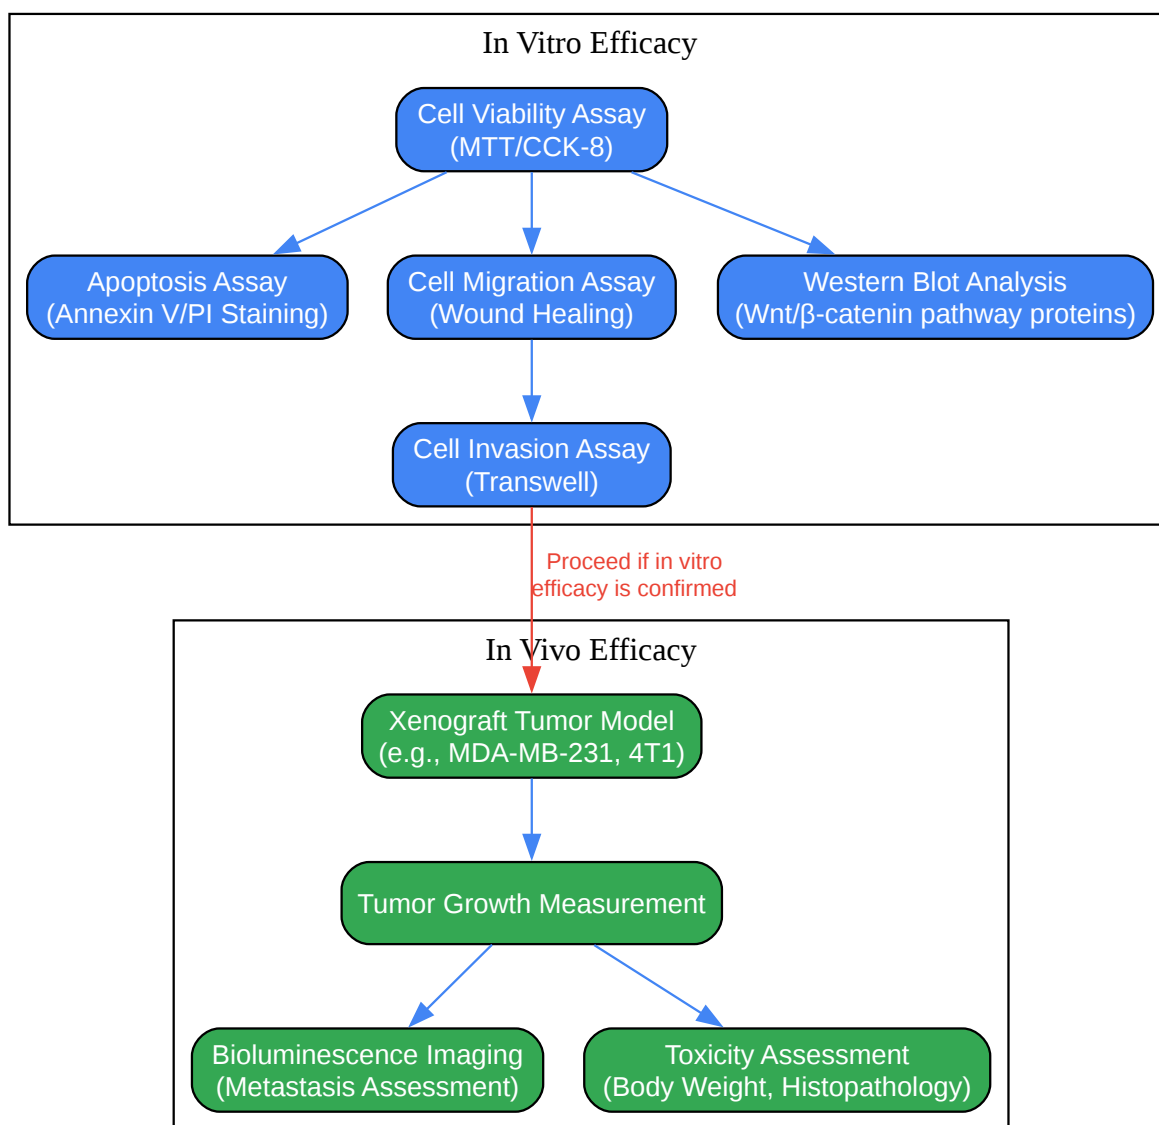 In Vitro Efficacy
Cell Viability Assay
(MTT/CCK-8)
Apoptosis Assay
(Annexin V/PI Staining)
Cell Migration Assay
(Wound Healing)
Western Blot Analysis
(Wnt/β-catenin pathway proteins)
Cell Invasion Assay
(Transwell)
Proceed if in vitro
efficacy is confirmed
In Vivo Efficacy
Xenograft Tumor Model
(e.g., MDA-MB-231, 4T1)
Tumor Growth Measurement
Bioluminescence Imaging
(Metastasis Assessment)
Toxicity Assessment
(Body Weight, Histopathology)